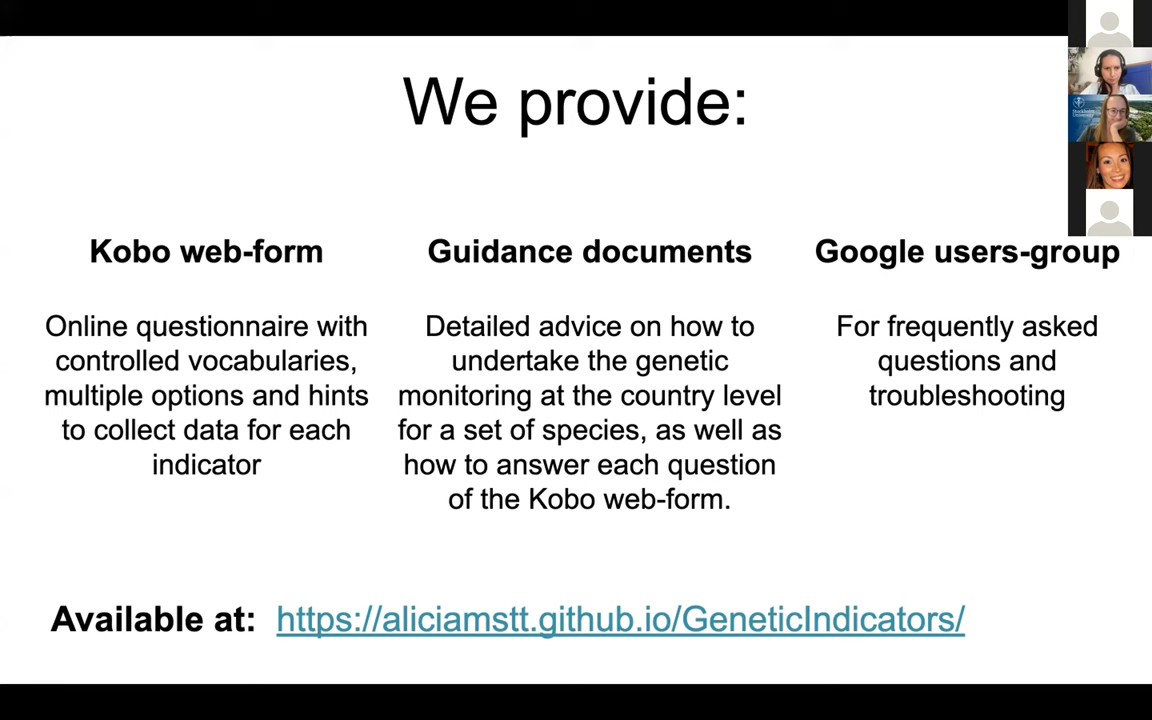 We provide:
Kobo web-form
Online questionnaire with
controlled vocabularies,
multiple options and hints
to collect data for each
indicator
Guidance documents
Detailed advice on how to
undertake the genetic
monitoring at the country level
for a set of species, as well as
how to answer each question
of the Kobo web-form.
Google users-group
For frequently asked
questions and
troubleshooting
Available at: https://aliciamstt.github.io/GeneticIndicators/
Stockholm
University